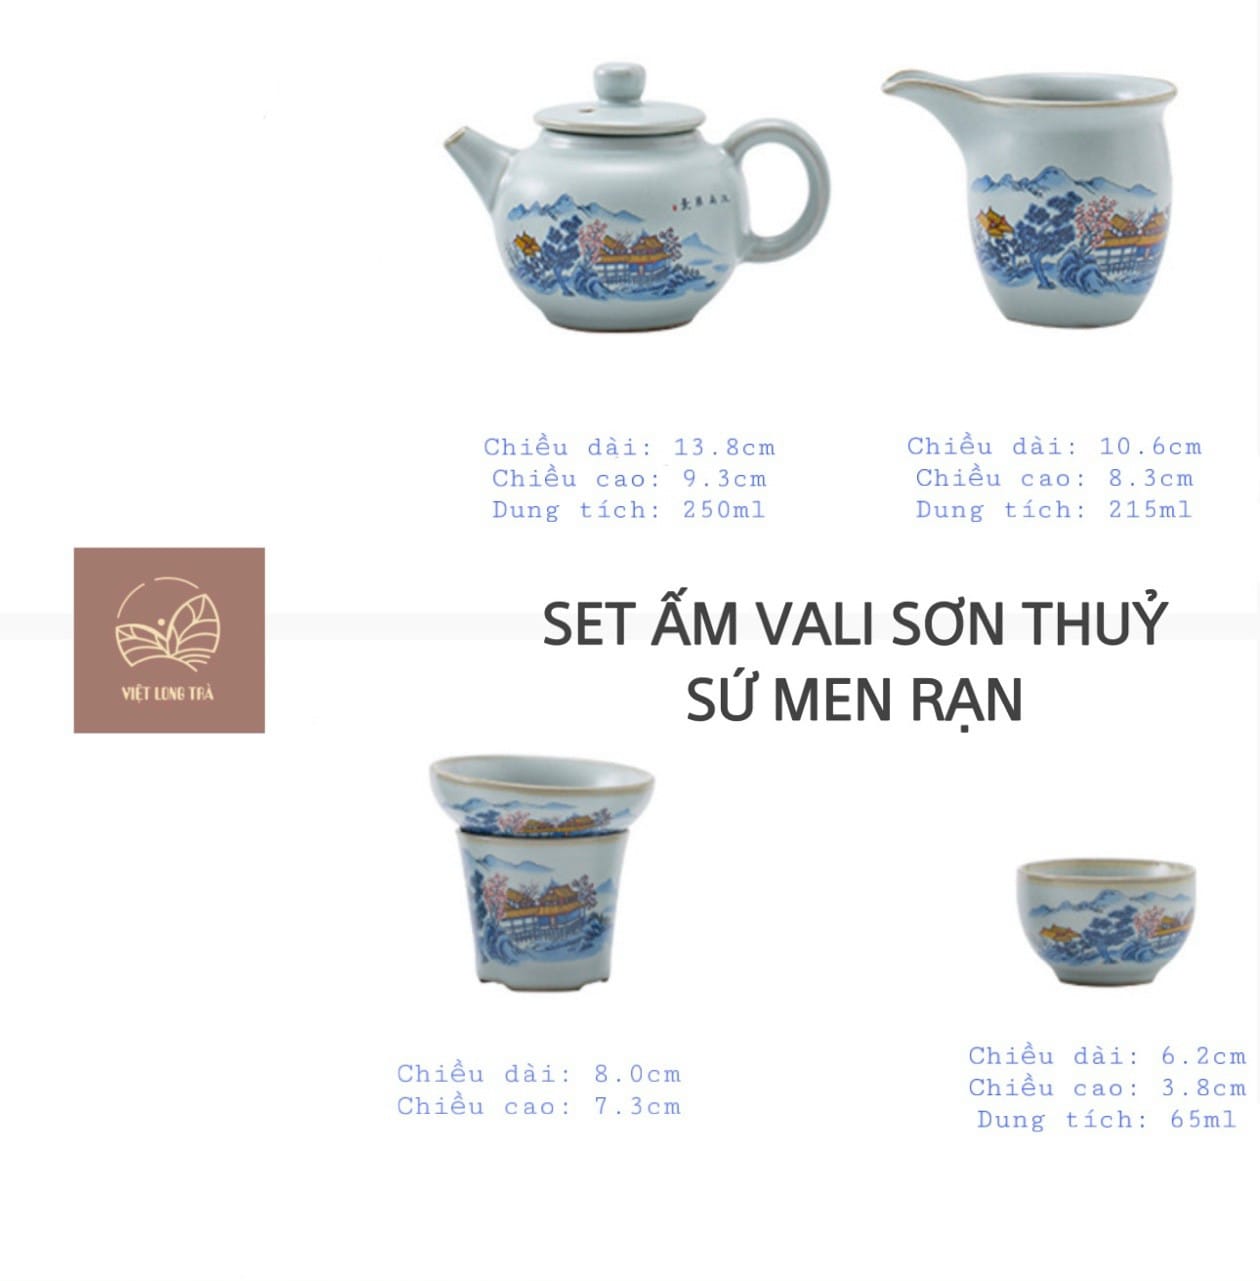 Chiều dài: 13.8cm
Chiều cao: 9.3cm
Dung tích: 250ml
Chiều dài: 10.6cm
Chiều cao: 8.3cm
Dung tích: 215ml
VIỆT LONG TRÀ
SET ẤM VALI SƠN THUỶ
SỨ MEN RẠN
Chiều dài: 8.0cm
Chiều cao: 7.3cm
Chiều dài: 6.2cm
Chiều cao: 3.8cm
Dung tích: 65ml